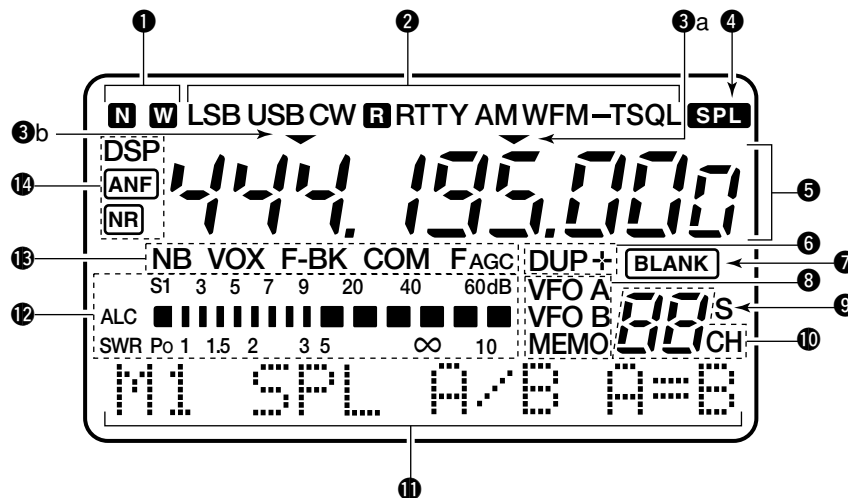 ❶ ❷ ❸a ❹
N W LSB USB CW R RTTY AM WFM–TSQL SPL
❸b
DSP
⓮ ANF 444.195.000 ❺
NR
❻
⓭ NB VOX F-BK COM FAGC DUP+ BLANK ❼
❽
S1 3 5 7 9 20 40 60dB VFO A
⓬ ALC VFO B 88 S ❾
SWR Po 1 1.5 2 3 5 ∞ 10 MEMO CH ❿
M1 SPL A/B A=B
⓫